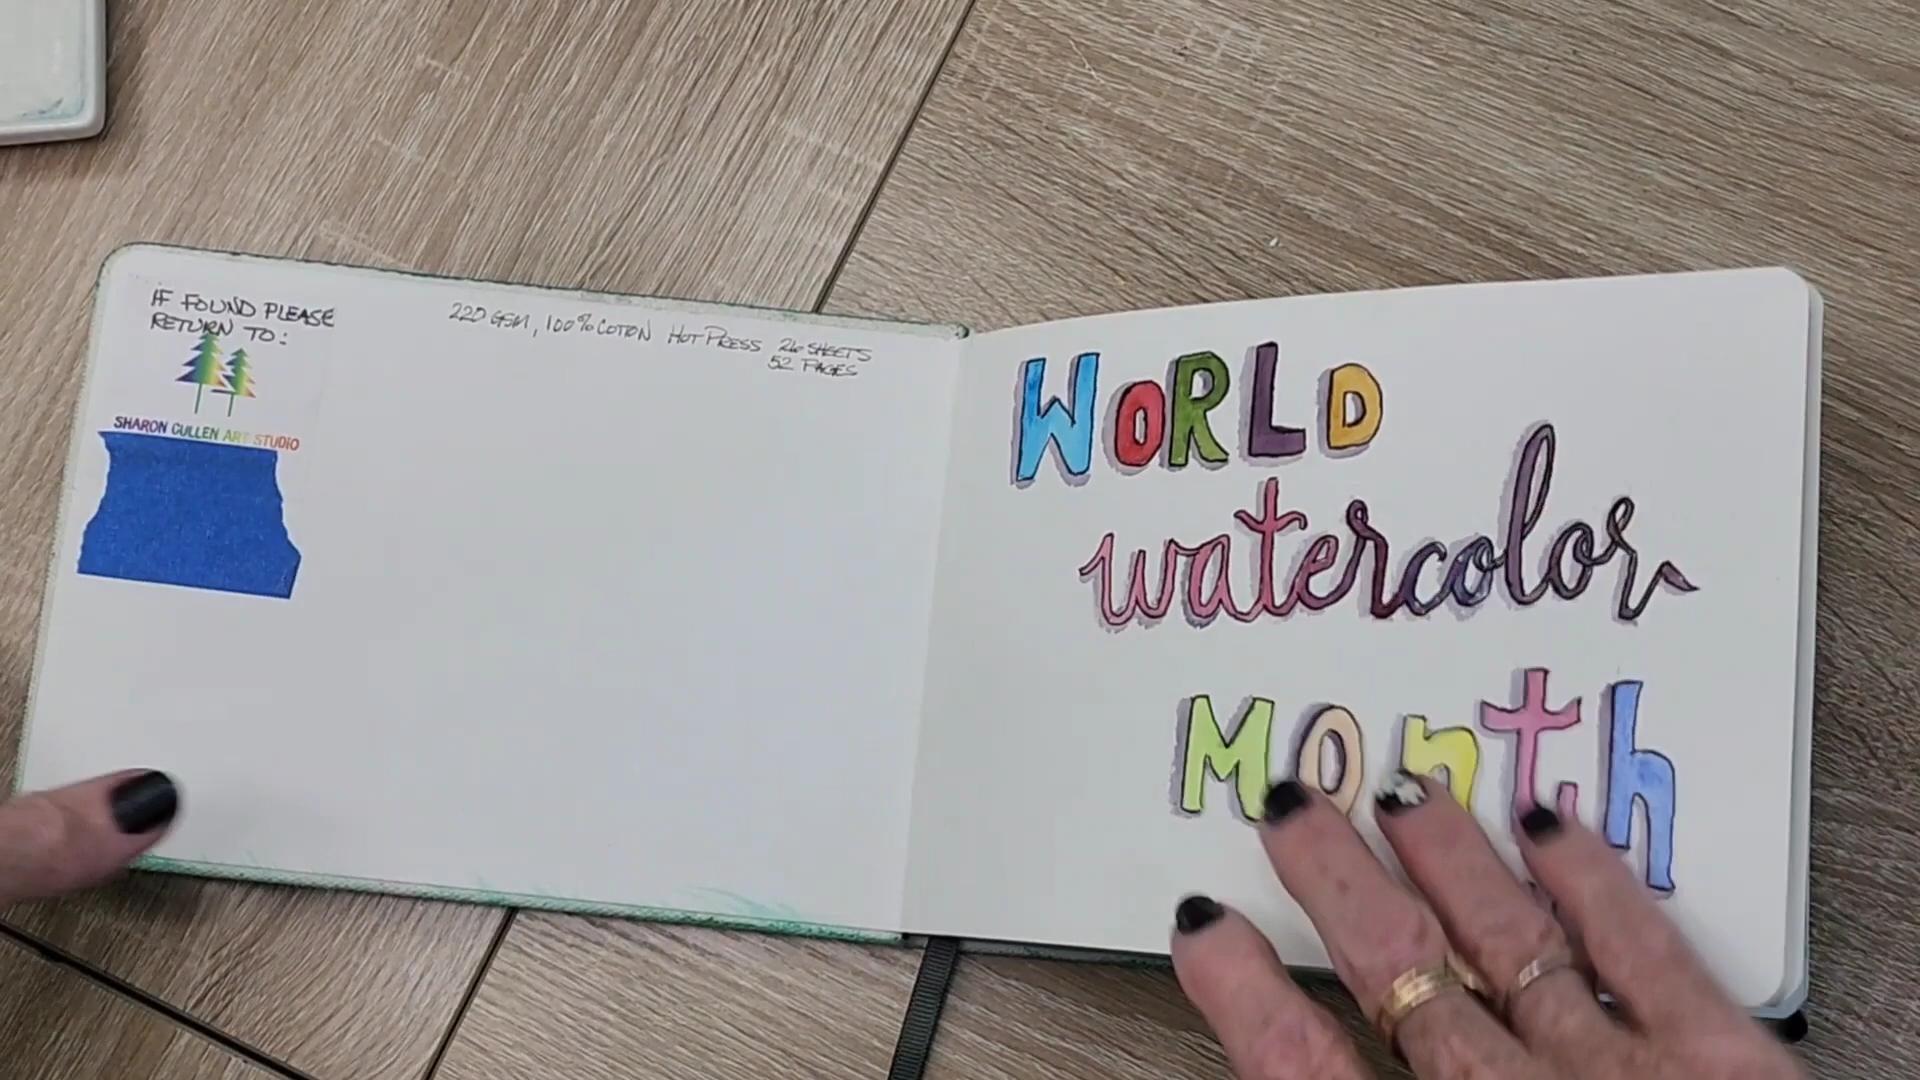 IF FOUND PLEASE
RETURN TO:
SHARON CULLEN ART STUDIO
220 GSM, 100% COTTON HOT PRESS 26 SHEETS
52 PAGES
WORLD
watercolor
Month